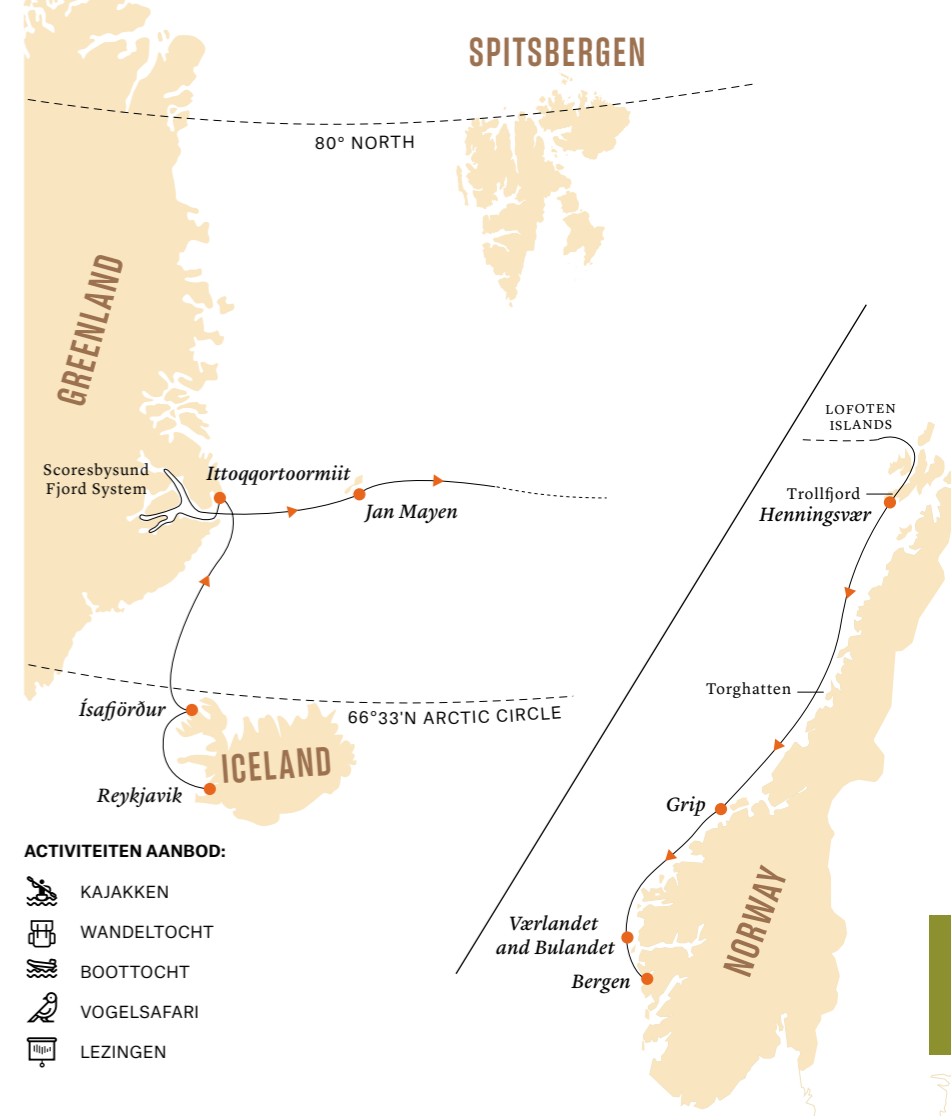 SPITSBERGEN
80° NORTH
GREENLAND
LOFOTEN
ISLANDS
Scoresbysund
Fjord System
Ittoqqortoormiit
Jan Mayen
Trollfjord
Henningsvær
Torghatten
Ísafjörður
66°33'N ARCTIC CIRCLE
ICELAND
Reykjavik
Grip
NORWAY
Værlandet
and Bulandet
Bergen
ACTIVITEITEN AANBOD:
KAJAKKEN
WANDELTOCHT
BOOTTOCHT
VOGELSAFARI
LEZINGEN